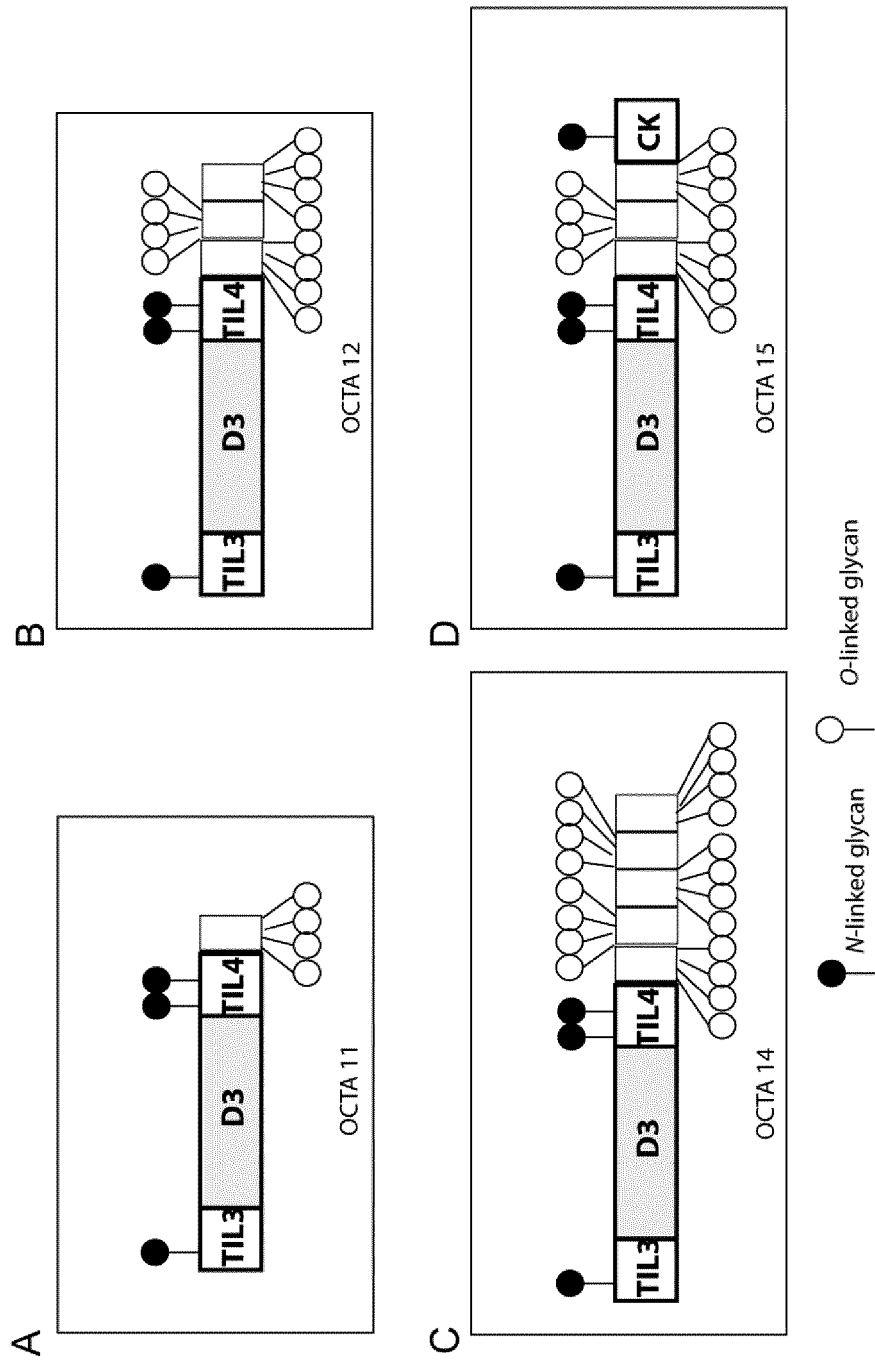 A
TIL3
D3
TIL4
OCTA 11
B
TIL3
D3
TIL4
OCTA 12
C
TIL3
D3
TIL4
OCTA 14
D
TIL3
D3
TIL4
CK
OCTA 15
N-linked glycan
O-linked glycan